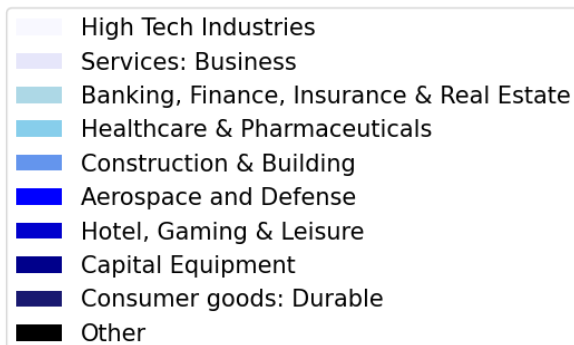 High Tech Industries
Services: Business
Banking, Finance, Insurance & Real Estate
Healthcare & Pharmaceuticals
Construction & Building
Aerospace and Defense
Hotel, Gaming & Leisure
Capital Equipment
Consumer goods: Durable
Other